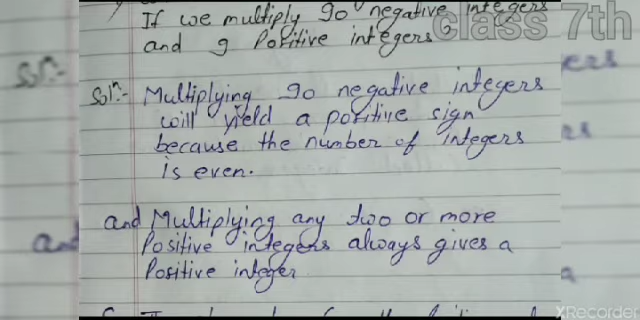 If we multiply 90 negative integers
and 9 Positive integers
class 7th
Solⁿ:- Multiplying 90 negative integers
will yield a positive sign
because the number of integers
is even.
and Multiplying any two or more
Positive integers always gives a
Positive integer
XRecorder